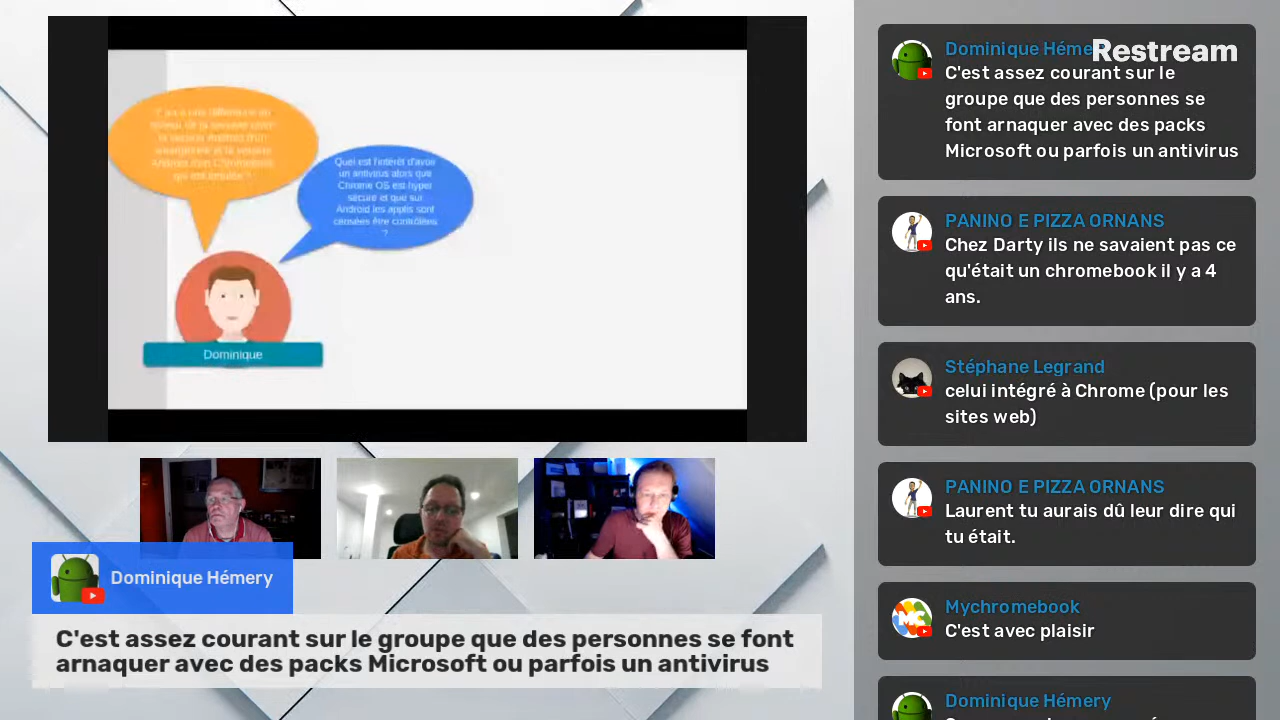 Quel est l'intérêt d'avoir
un antivirus alors que
Chrome OS est hyper
sécure et que sur
Android les applis sont
censées être contrôlées
?
Dominique
Dominique Hémery
C'est assez courant sur le groupe que des personnes se font
arnaquer avec des packs Microsoft ou parfois un antivirus
Restream
C'est assez courant sur le
groupe que des personnes se
font arnaquer avec des packs
Microsoft ou parfois un antivirus
PANINO E PIZZA ORNANS
Chez Darty ils ne savaient pas ce
qu'était un chromebook il y a 4
ans.
Stéphane Legrand
celui intégré à Chrome (pour les
sites web)
PANINO E PIZZA ORNANS
Laurent tu aurais dû leur dire qui
tu était.
Mychromebook
C'est avec plaisir
Dominique Hémery